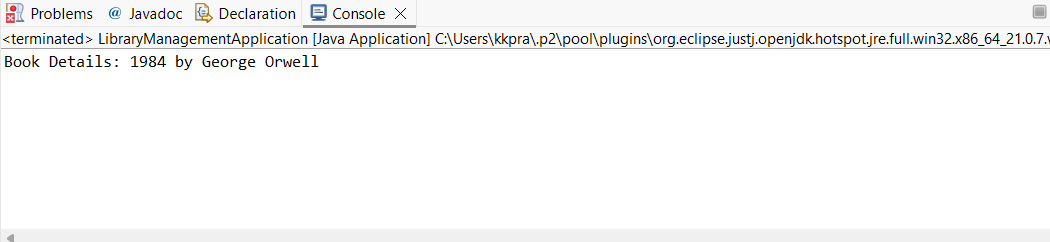 Problems Javadoc Declaration Console
<terminated> LibraryManagementApplication [Java Application] C:\Users\kkpra\.p2\pool\plugins\org.eclipse.justj.openjdk.hotspot.jre.full.win32.x86_64_21.0.7.v
Book Details: 1984 by George Orwell